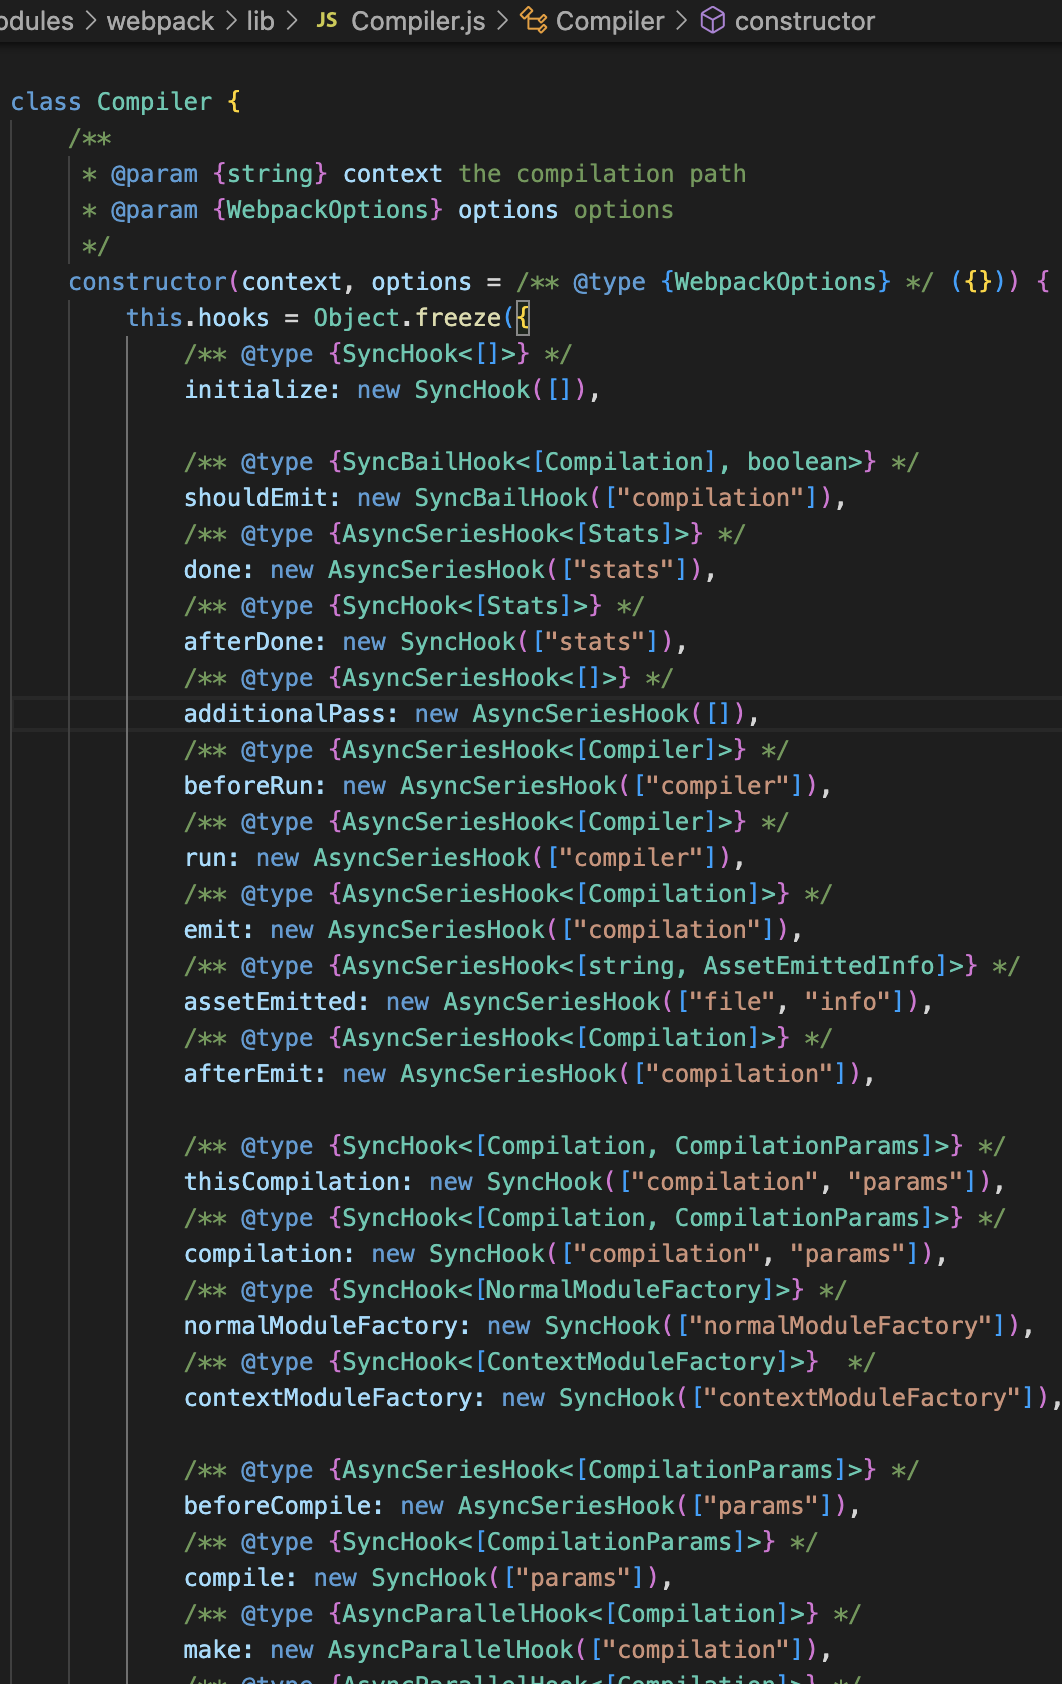 odules > webpack > lib > JS Compiler.js > Compiler > constructor
class Compiler {
/**
* @param {string} context the compilation path
* @param {WebpackOptions} options options
*/
constructor(context, options = /** @type {WebpackOptions} */ ({})) {
this.hooks = Object.freeze({
/** @type {SyncHook<[]>} */
initialize: new SyncHook([]),
/** @type {SyncBailHook<[Compilation], boolean>} */
shouldEmit: new SyncBailHook(["compilation"]),
/** @type {AsyncSeriesHook<[Stats]>} */
done: new AsyncSeriesHook(["stats"]),
/** @type {SyncHook<[Stats]>} */
afterDone: new SyncHook(["stats"]),
/** @type {AsyncSeriesHook<[]>} */
additionalPass: new AsyncSeriesHook([]),
/** @type {AsyncSeriesHook<[Compiler]>} */
beforeRun: new AsyncSeriesHook(["compiler"]),
/** @type {AsyncSeriesHook<[Compiler]>} */
run: new AsyncSeriesHook(["compiler"]),
/** @type {AsyncSeriesHook<[Compilation]>} */
emit: new AsyncSeriesHook(["compilation"]),
/** @type {AsyncSeriesHook<[string, AssetEmittedInfo]>} */
assetEmitted: new AsyncSeriesHook(["file", "info"]),
/** @type {AsyncSeriesHook<[Compilation]>} */
afterEmit: new AsyncSeriesHook(["compilation"]),
/** @type {SyncHook<[Compilation, CompilationParams]>} */
thisCompilation: new SyncHook(["compilation", "params"]),
/** @type {SyncHook<[Compilation, CompilationParams]>} */
compilation: new SyncHook(["compilation", "params"]),
/** @type {SyncHook<[NormalModuleFactory]>} */
normalModuleFactory: new SyncHook(["normalModuleFactory"]),
/** @type {SyncHook<[ContextModuleFactory]>}  */
contextModuleFactory: new SyncHook(["contextModuleFactory"]),
/** @type {AsyncSeriesHook<[CompilationParams]>} */
beforeCompile: new AsyncSeriesHook(["params"]),
/** @type {SyncHook<[CompilationParams]>} */
compile: new SyncHook(["params"]),
/** @type {AsyncParallelHook<[Compilation]>} */
make: new AsyncParallelHook(["compilation"]),
/** @type {AsyncParallelHook<[Compilation]>} */